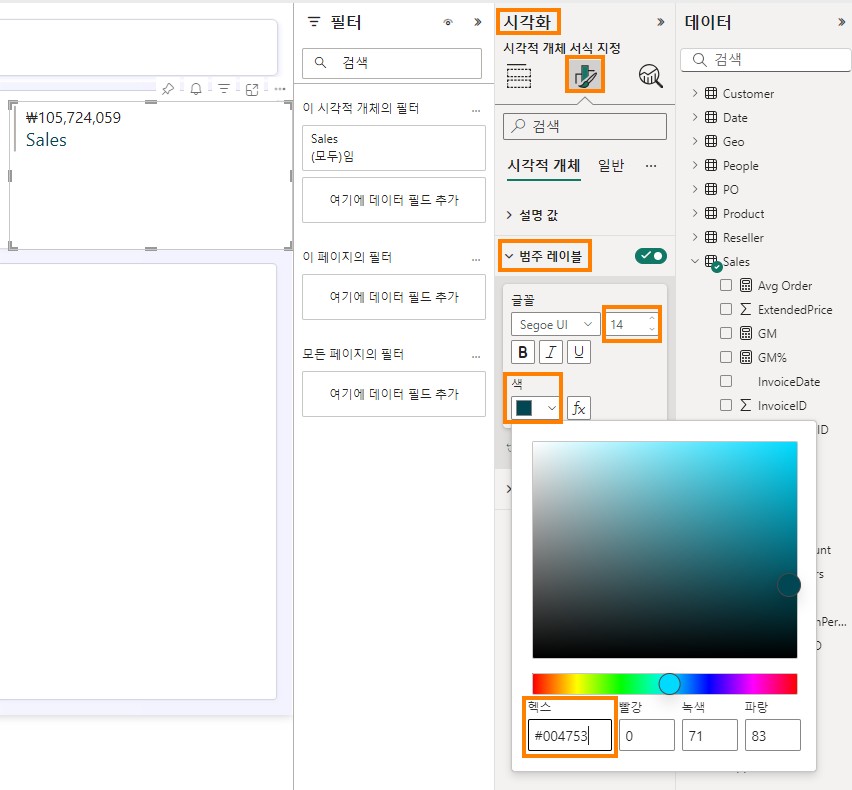 ₩105,724,059
Sales
필터
검색
이 시각적 개체의 필터
...
Sales
(모두)임
여기에 데이터 필드 추가
이 페이지의 필터
...
여기에 데이터 필드 추가
모든 페이지의 필터
...
여기에 데이터 필드 추가
시각화
시각적 개체 서식 지정
검색
시각적 개체
일반
...
설명 값
범주 레이블
글꼴
Segoe UI
14
B
I
U
색
fx
헥스
빨강
녹색
파랑
#004753
0
71
83
데이터
검색
Customer
Date
Geo
People
PO
Product
Reseller
Sales
Avg Order
ExtendedPrice
GM
GM%
InvoiceDate
InvoiceID